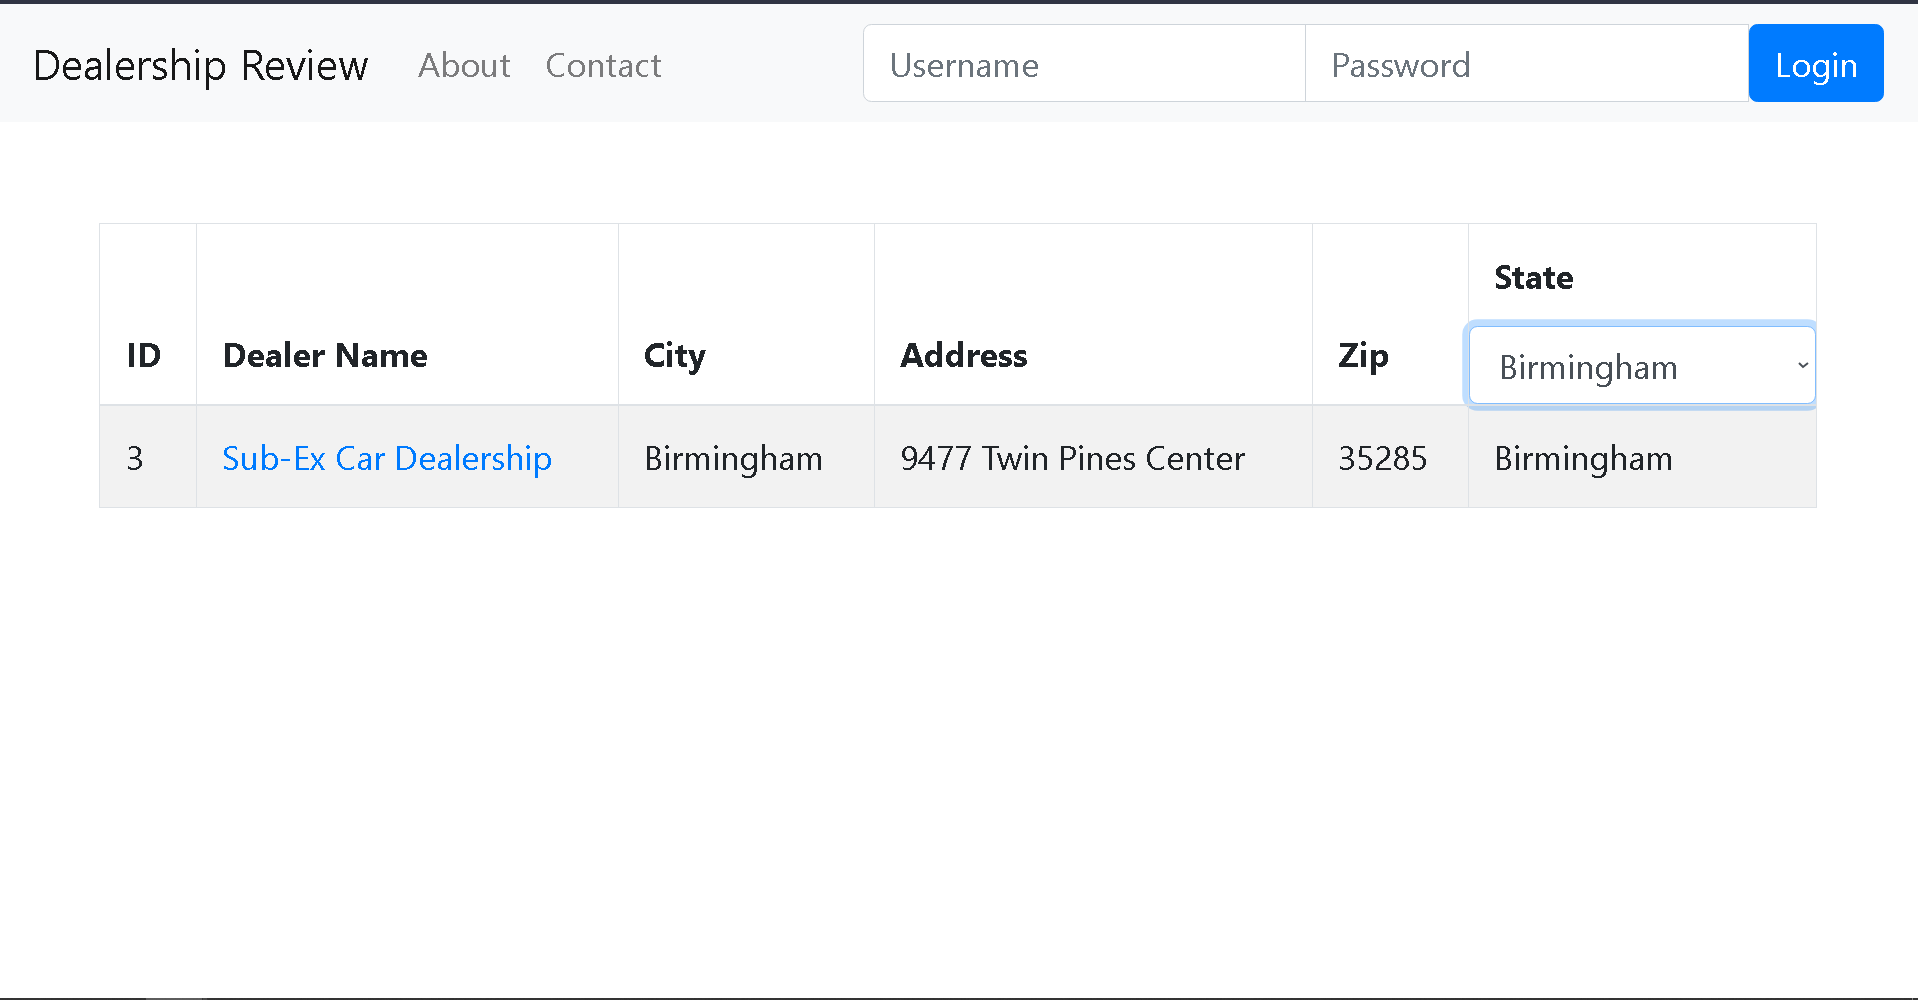 Dealership Review About Contact Username Password Login
State
ID Dealer Name City Address Zip Birmingham
3 Sub-Ex Car Dealership Birmingham 9477 Twin Pines Center 35285 Birmingham